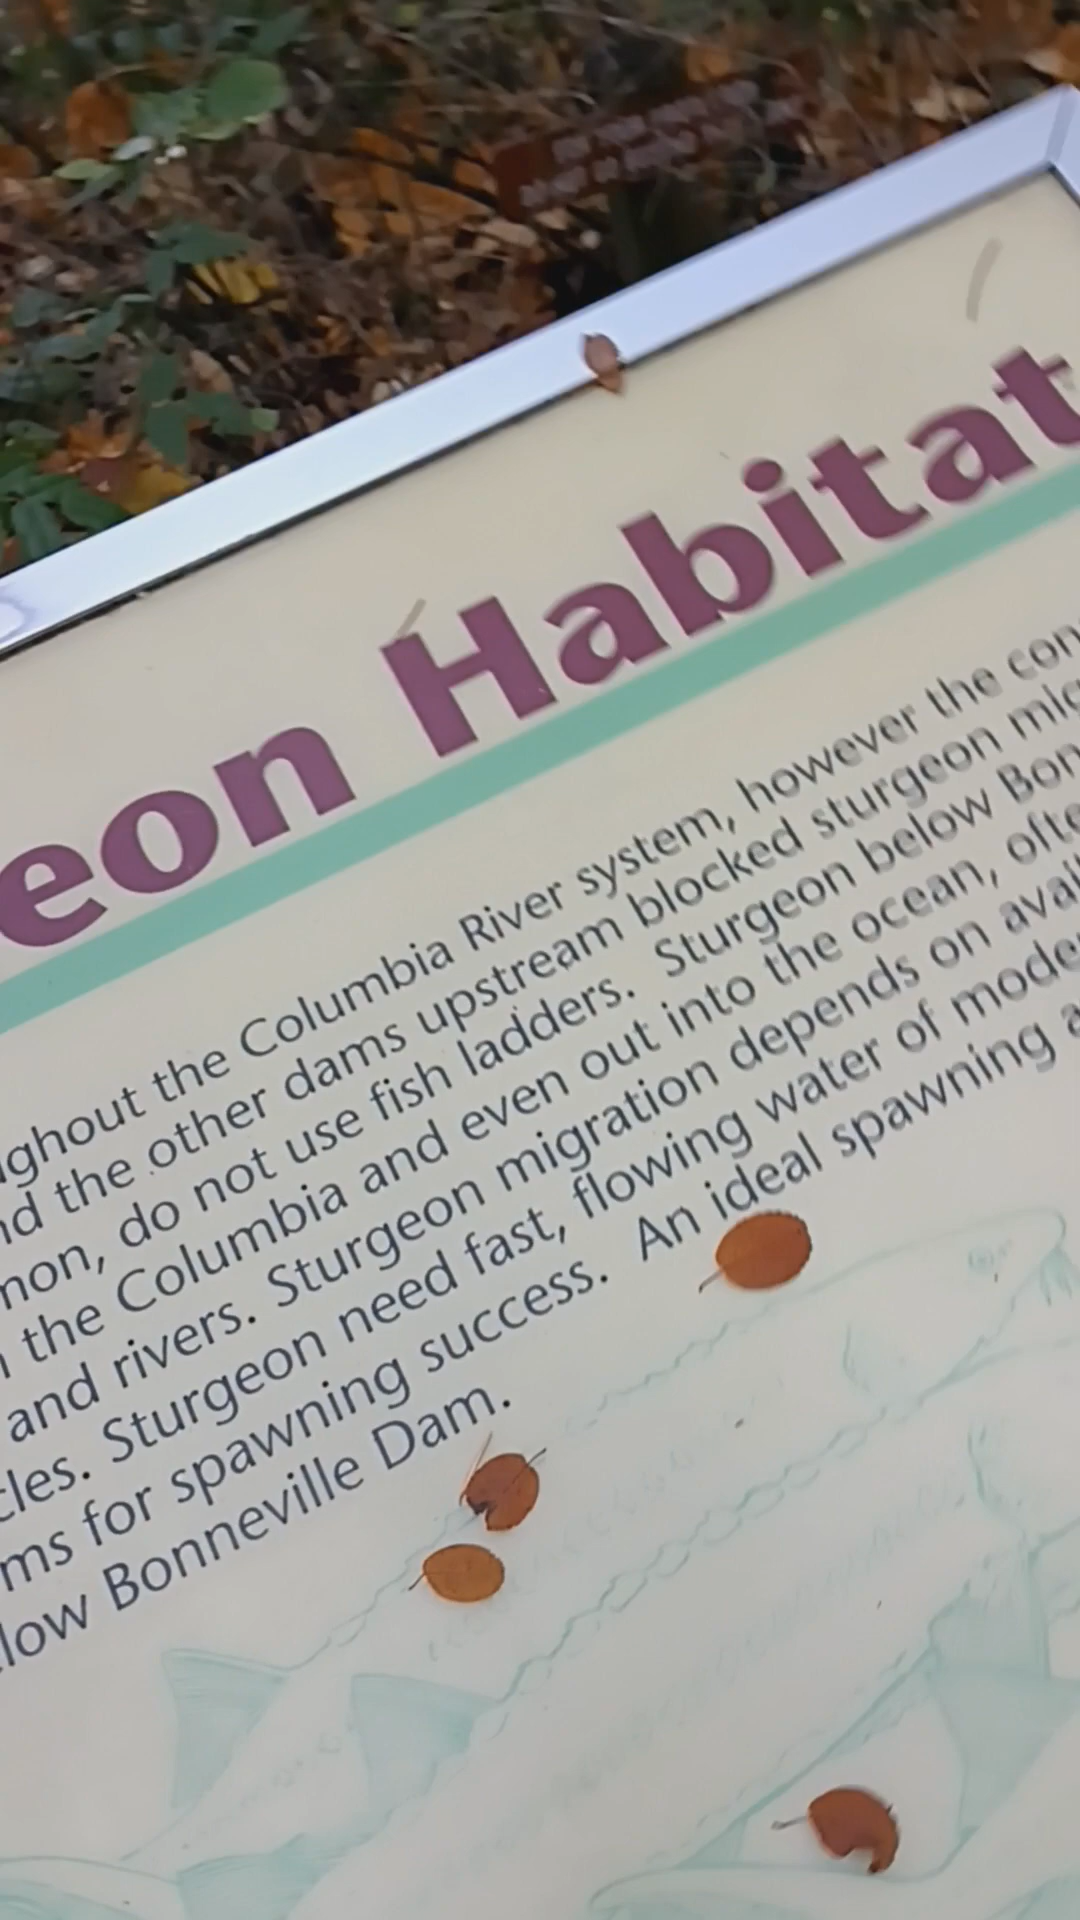 eon Habitat
ghout the Columbia River system, however the con
nd the other dams upstream blocked sturgeon mig
mon, do not use fish ladders. Sturgeon below Bon
the Columbia and even out into the ocean, ofte
and rivers. Sturgeon migration depends on avail
cles. Sturgeon need fast, flowing water of moder
ms for spawning success. An ideal spawning a
low Bonneville Dam.